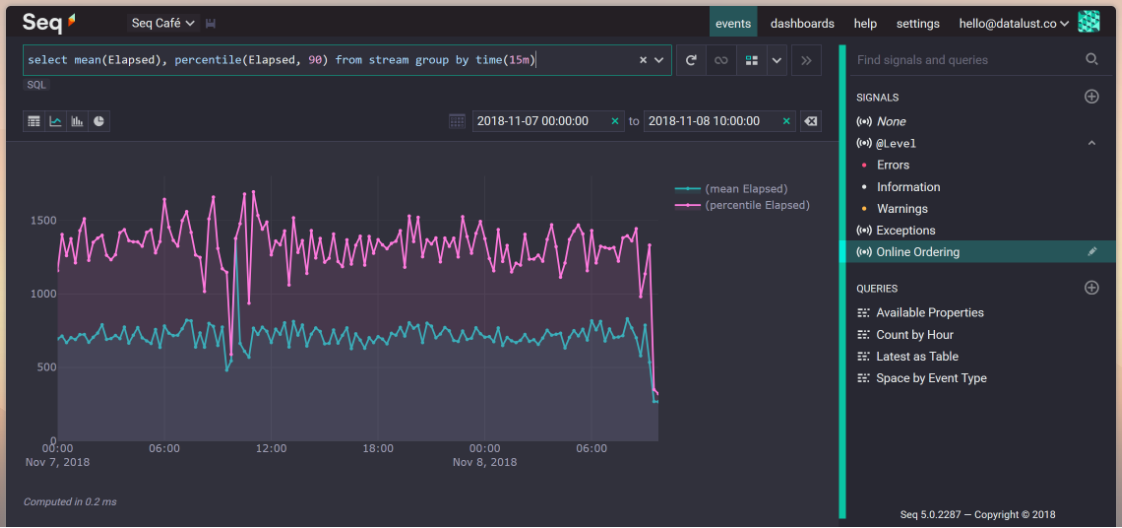 Seq
Seq Café
events
dashboards
help
settings
hello@datalust.co
select mean(Elapsed), percentile(Elapsed, 90) from stream group by time(15m)
SQL
2018-11-07 00:00:00
to
2018-11-08 10:00:00
(mean Elapsed)
(percentile Elapsed)
1500
1000
500
0
00:00
06:00
12:00
18:00
00:00
06:00
Nov 7, 2018
Nov 8, 2018
Computed in 0.2 ms
Find signals and queries
SIGNALS
None
@Level
Errors
Information
Warnings
Exceptions
Online Ordering
QUERIES
Available Properties
Count by Hour
Latest as Table
Space by Event Type
Seq 5.0.2287 — Copyright © 2018